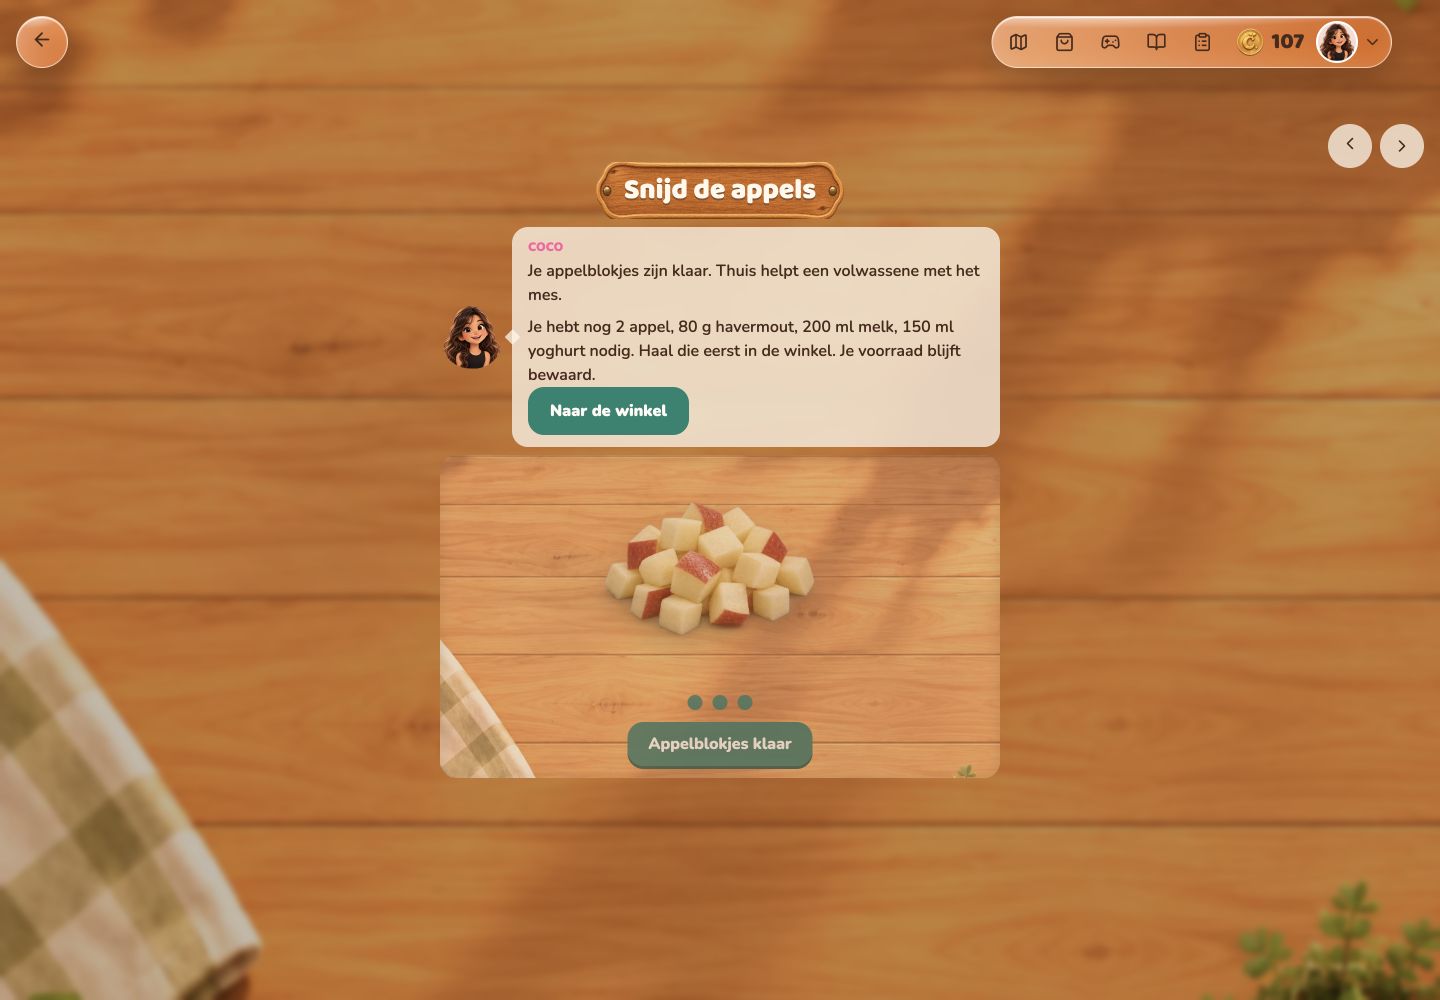 107
Snijd de appels
coco
Je appelblokjes zijn klaar. Thuis helpt een volwassene met het
mes.
Je hebt nog 2 appel, 80 g havermout, 200 ml melk, 150 ml
yoghurt nodig. Haal die eerst in de winkel. Je voorraad blijft
bewaard.
Naar de winkel
Appelblokjes klaar